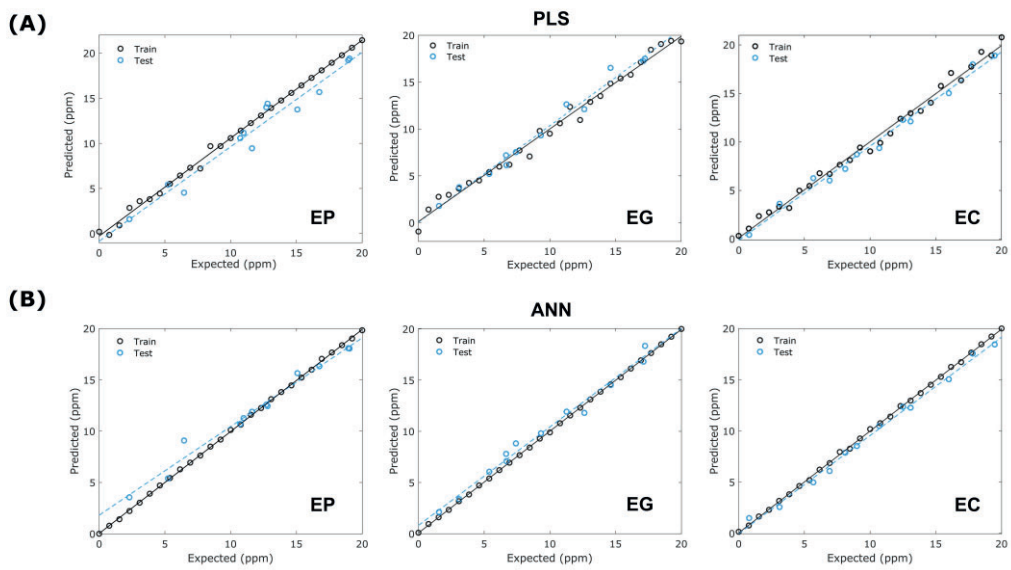 (A)
PLS
Train
Test
20
15
10
5
0
Predicted (ppm)
EP
0 5 10 15 20
Expected (ppm)
Train
Test
20
15
10
5
0
Predicted (ppm)
EG
0 5 10 15 20
Expected (ppm)
Train
Test
20
15
10
5
0
Predicted (ppm)
EC
0 5 10 15 20
Expected (ppm)
(B)
ANN
Train
Test
20
15
10
5
0
Predicted (ppm)
EP
0 5 10 15 20
Expected (ppm)
Train
Test
20
15
10
5
0
Predicted (ppm)
EG
0 5 10 15 20
Expected (ppm)
Train
Test
20
15
10
5
0
Predicted (ppm)
EC
0 5 10 15 20
Expected (ppm)